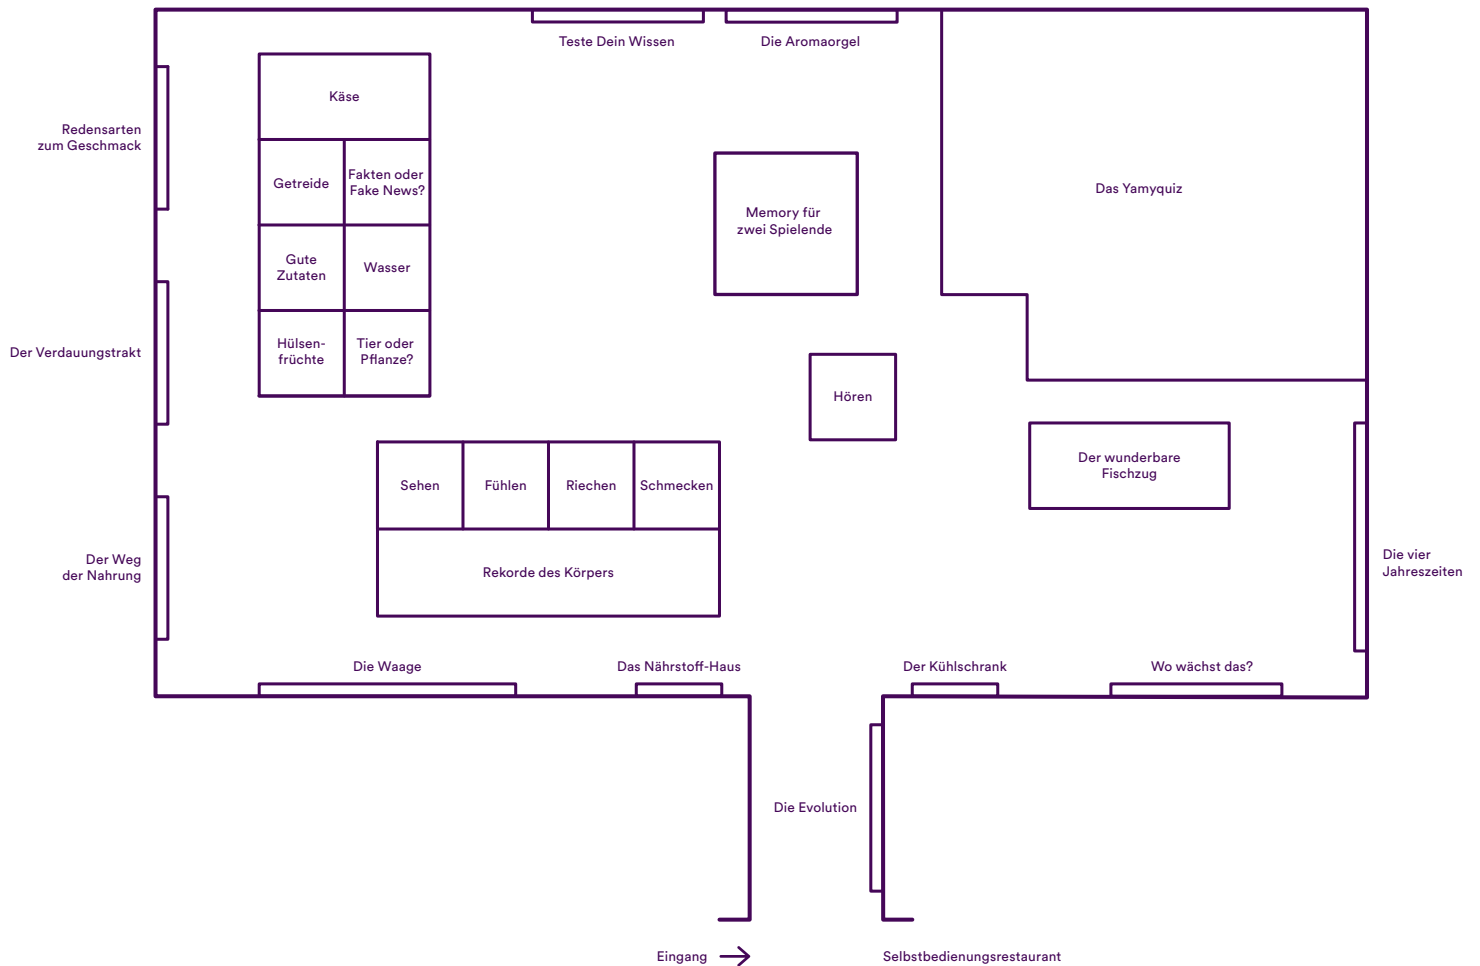 Teste Dein Wissen
Die Aromaorgel
Käse
Redensarten
zum Geschmack
Getreide
Fakten oder
Fake News?
Das Yamyquiz
Memory für
zwei Spielende
Gute
Zutaten
Wasser
Der Verdauungstrakt
Hülsen-
früchte
Tier oder
Pflanze?
Hören
Der wunderbare
Fischzug
Sehen
Fühlen
Riechen
Schmecken
Der Weg
der Nahrung
Rekorde des Körpers
Die vier
Jahreszeiten
Die Waage
Das Nährstoff-Haus
Der Kühlschrank
Wo wächst das?
Die Evolution
Eingang
Selbstbedienungsrestaurant